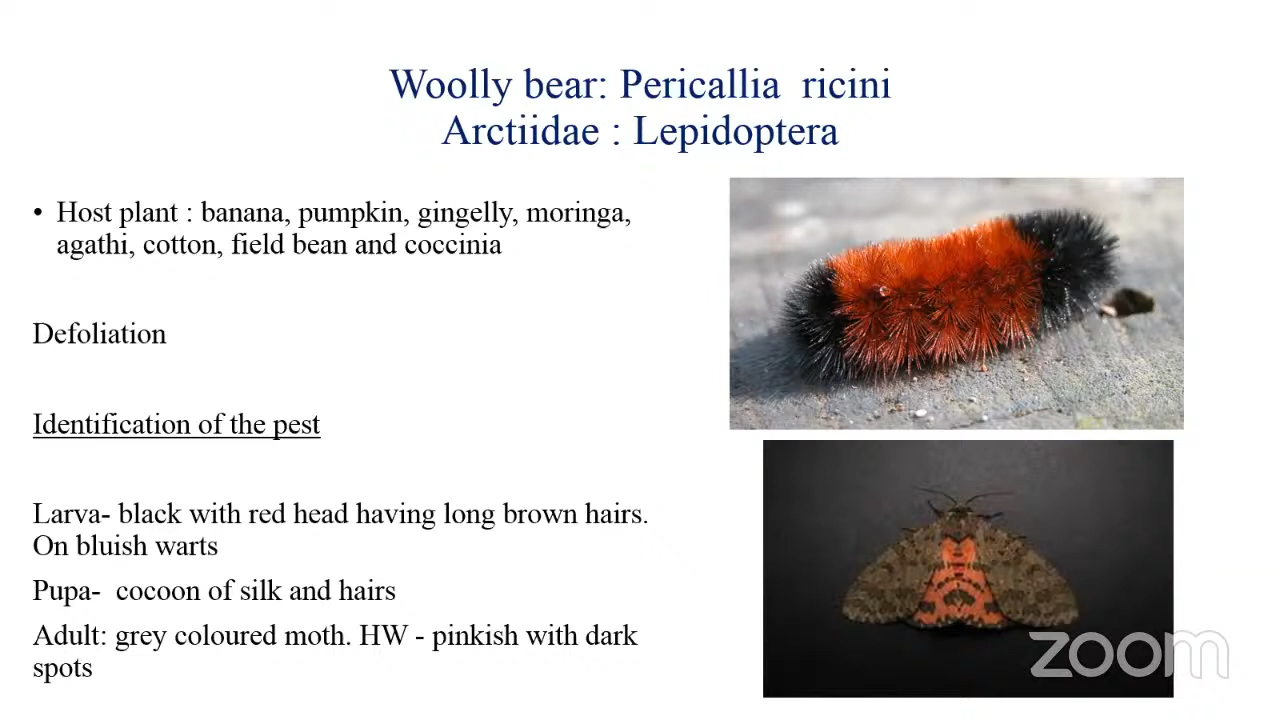 Woolly bear: Pericallia ricini
Arctiidae : Lepidoptera
• Host plant : banana, pumpkin, gingelly, moringa,
agathi, cotton, field bean and coccinia
Defoliation
Identification of the pest
Larva- black with red head having long brown hairs.
On bluish warts
Pupa- cocoon of silk and hairs
Adult: grey coloured moth. HW - pinkish with dark
spots
zoom